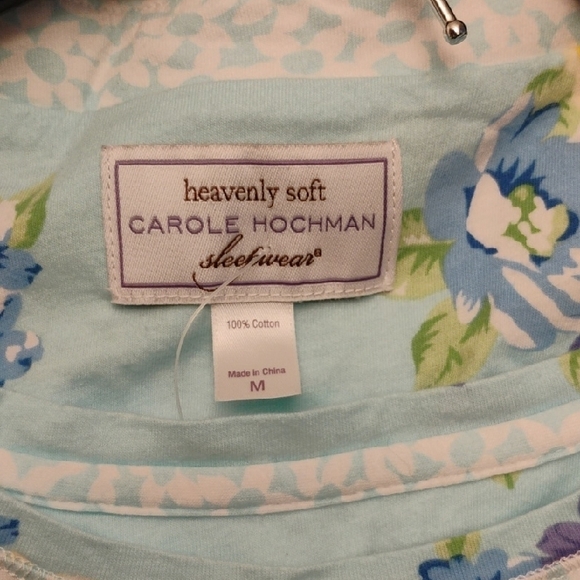 heavenly soft
CAROLE HOCHMAN
sleepwear®
100% Cotton
Made in China
M